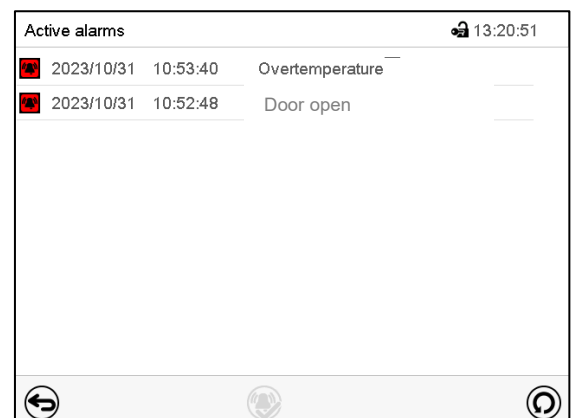 Active alarms 13:20:51
2023/10/31 10:53:40 Overtemperature
2023/10/31 10:52:48 Door open